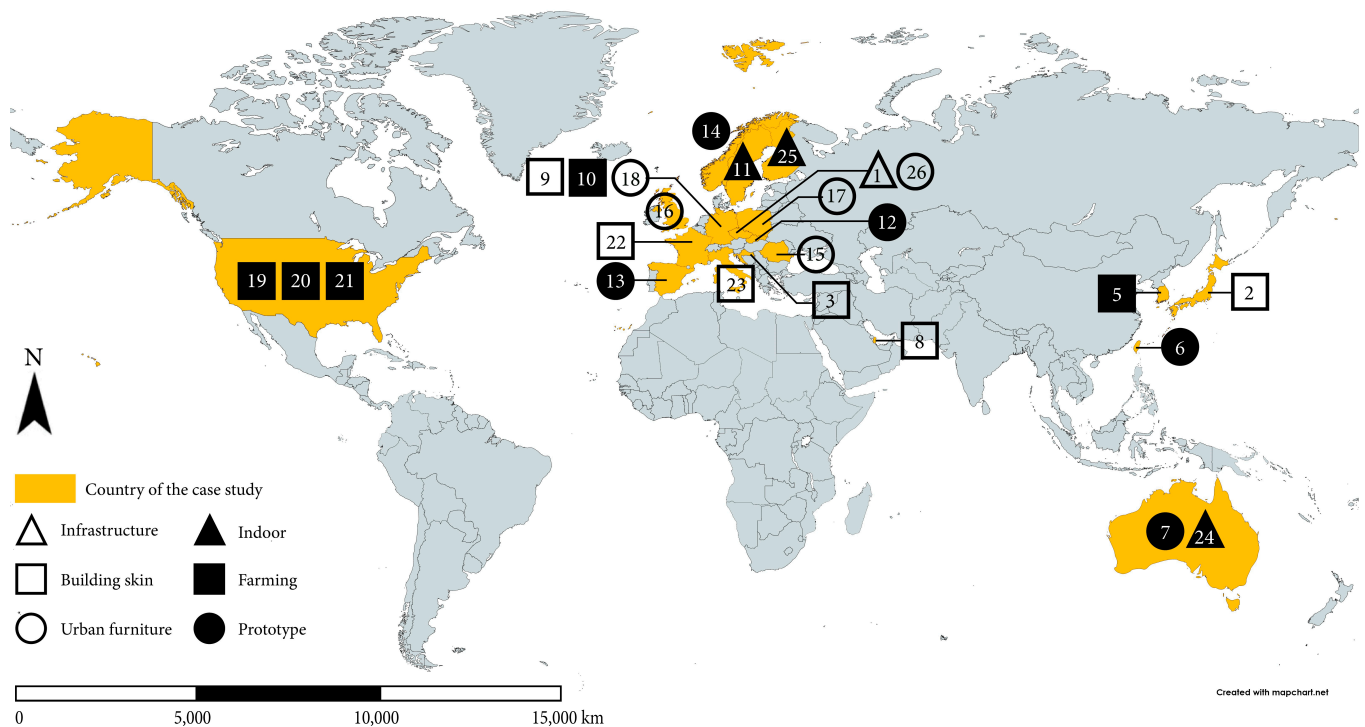 14
25
11
9
10
18
1
26
17
16
12
22
15
13
23
3
19
20
21
5
2
8
6
N
7
24
Country of the case study
Infrastructure
Indoor
Building skin
Farming
Urban furniture
Prototype
Created with mapchart.net
0
5,000
10,000
15,000 km